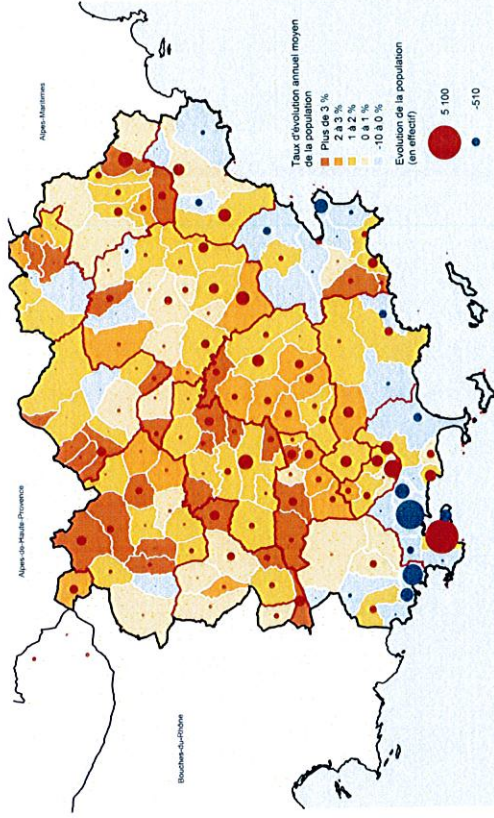 Alpes-de-Haute-Provence
Alpes-Maritimes
Bouches-du-Rhône
Taux d'évolution annuel moyen
de la population
Plus de 3 %
2 à 3 %
1 à 2 %
0 à 1 %
-10 à 0 %
Evolution de la population
(en effectif)
5 100
-510